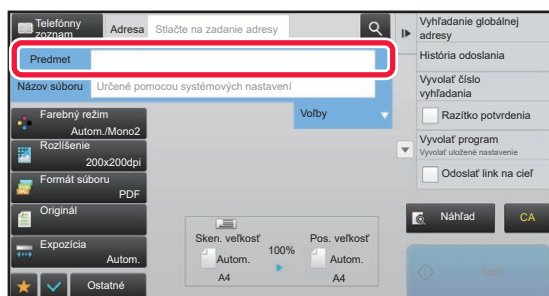 Telefónny
zoznam
Adresa
Stlačte na zadanie adresy
Predmet
Názov súboru
Určené pomocou systémových nastavení
Voľby
Farebný režim
Autom./Mono2
Rozlíšenie
200x200dpi
Formát súboru
PDF
Originál
Expozícia
Autom.
Ostatné
Sken. veľkosť
Autom.
A4
100%
Pos. veľkosť
Autom.
A4
Vyhľadanie globálnej
adresy
História odoslania
Vyvolať číslo
vyhľadania
Razítko potvrdenia
Vyvolať program
Vyvolať uložené nastavenie
Odoslať link na cieľ
Náhľad
CA
Štart